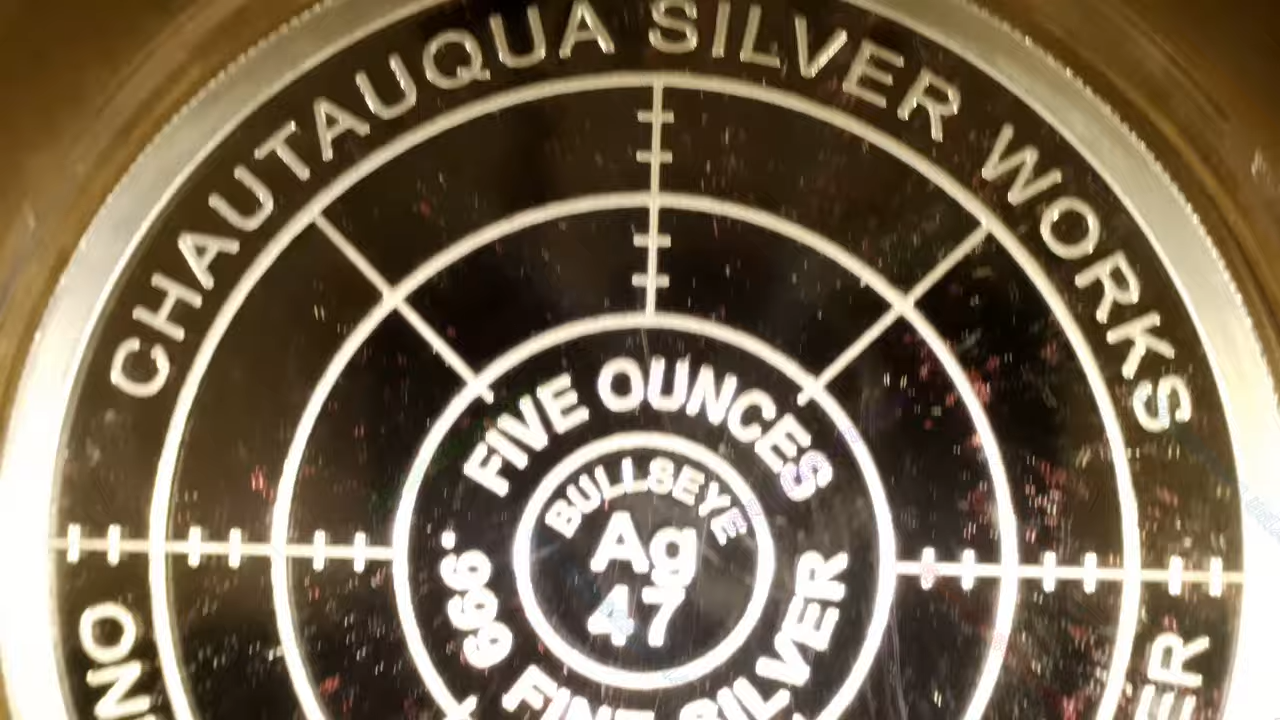 CHAUTAUQUA SILVER WORKS
FIVE OUNCES
BULLSEYE
Ag
47
.999 FINE SILVER